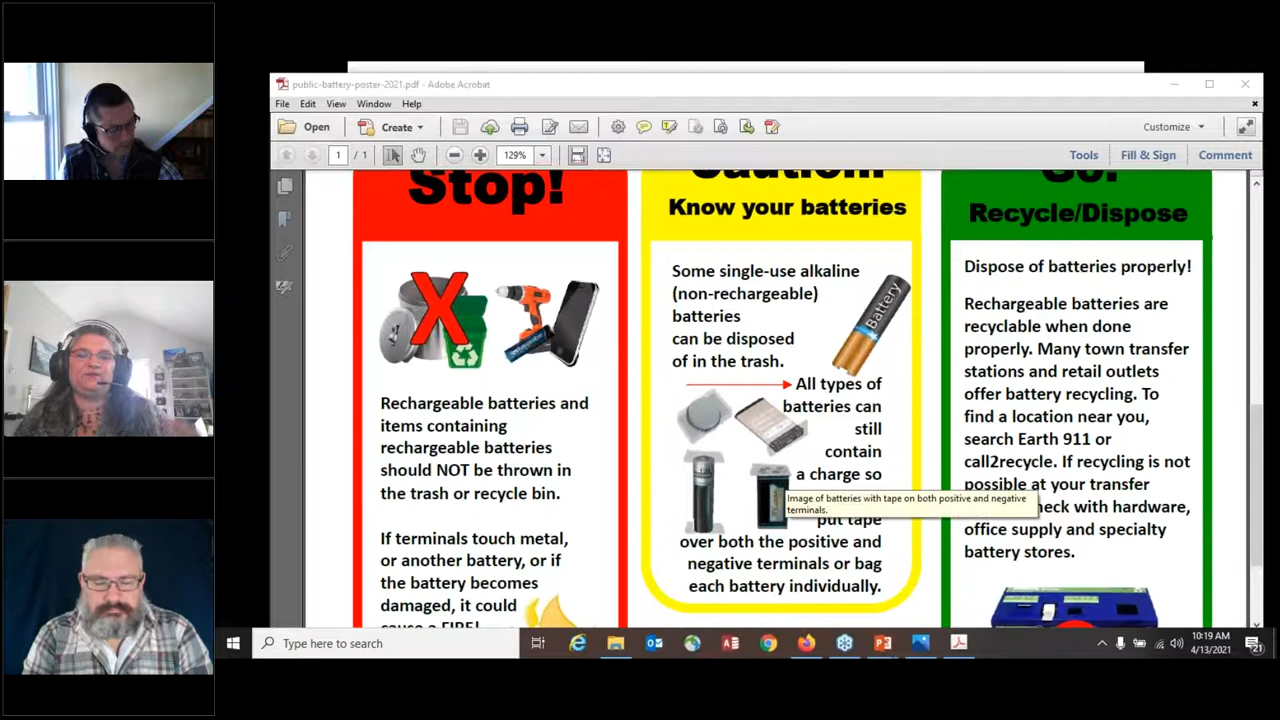 public-battery-poster-2021.pdf - Adobe Acrobat
File Edit View Window Help
Open Create Customize
1 / 1 129% Tools Fill & Sign Comment
Stop!
Rechargeable batteries and
items containing
rechargeable batteries
should NOT be thrown in
the trash or recycle bin.
If terminals touch metal,
or another battery, or if
the battery becomes
damaged, it could
cause a FIRE!
Caution!
Know your batteries
Some single-use alkaline
(non-rechargeable)
batteries
can be disposed
of in the trash.
Battery
All types of
batteries can
still
contain
a charge so
Image of batteries with tape on both positive and negative
terminals.
put tape
over both the positive and
negative terminals or bag
each battery individually.
Go!
Recycle/Dispose
Dispose of batteries properly!
Rechargeable batteries are
recyclable when done
properly. Many town transfer
stations and retail outlets
offer battery recycling. To
find a location near you,
search Earth 911 or
call2recycle. If recycling is not
possible at your transfer
check with hardware,
office supply and specialty
battery stores.
Type here to search
10:19 AM
4/13/2021
21